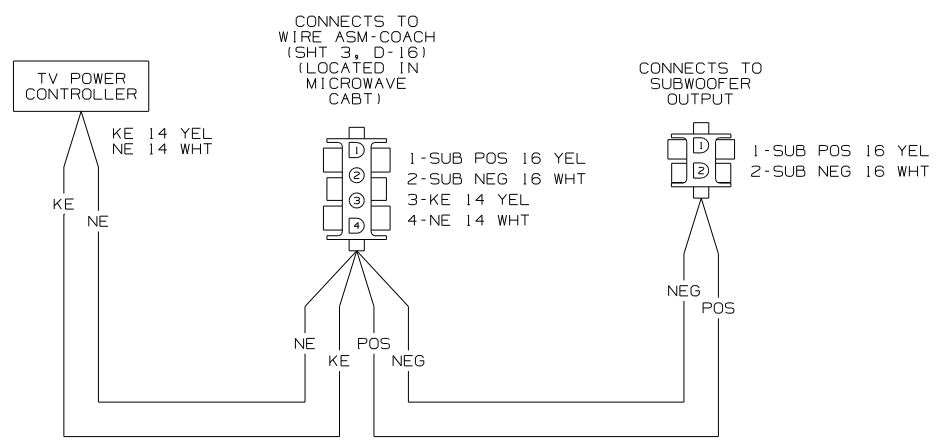 CONNECTS TO
WIRE ASM-COACH
(SHT 3, D-16)
(LOCATED IN
MICROWAVE
CABT)
TV POWER
CONTROLLER
KE 14 YEL
NE 14 WHT
KE
NE
1
2
3
4
1-SUB POS 16 YEL
2-SUB NEG 16 WHT
3-KE 14 YEL
4-NE 14 WHT
NE
KE
POS
NEG
CONNECTS TO
SUBWOOFER
OUTPUT
1
2
1-SUB POS 16 YEL
2-SUB NEG 16 WHT
NEG
POS